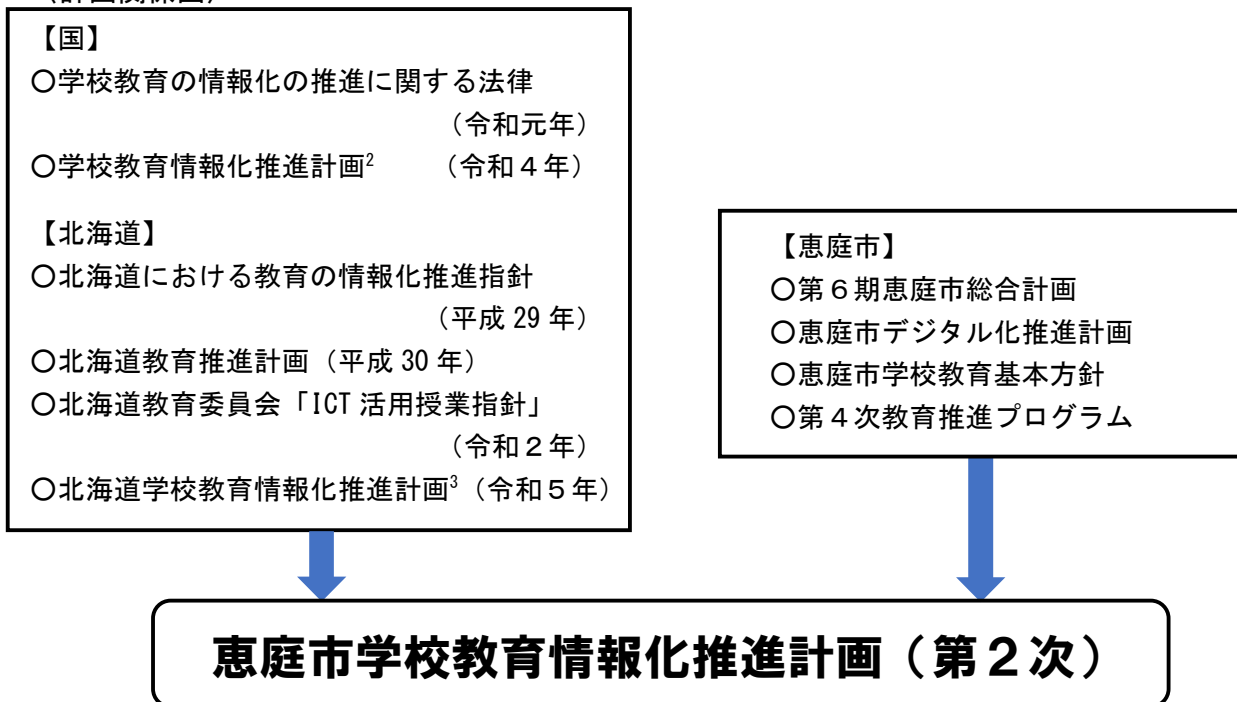 【国】
〇学校教育の情報化の推進に関する法律
（令和元年）
〇学校教育情報化推進計画2　（令和４年）
【北海道】
〇北海道における教育の情報化推進指針
（平成 29 年）
〇北海道教育推進計画（平成 30 年）
〇北海道教育委員会「ICT 活用授業指針」
（令和２年）
〇北海道学校教育情報化推進計画3（令和５年）
【恵庭市】
〇第６期恵庭市総合計画
〇恵庭市デジタル化推進計画
〇恵庭市学校教育基本方針
〇第４次教育推進プログラム
恵庭市学校教育情報化推進計画（第２次）